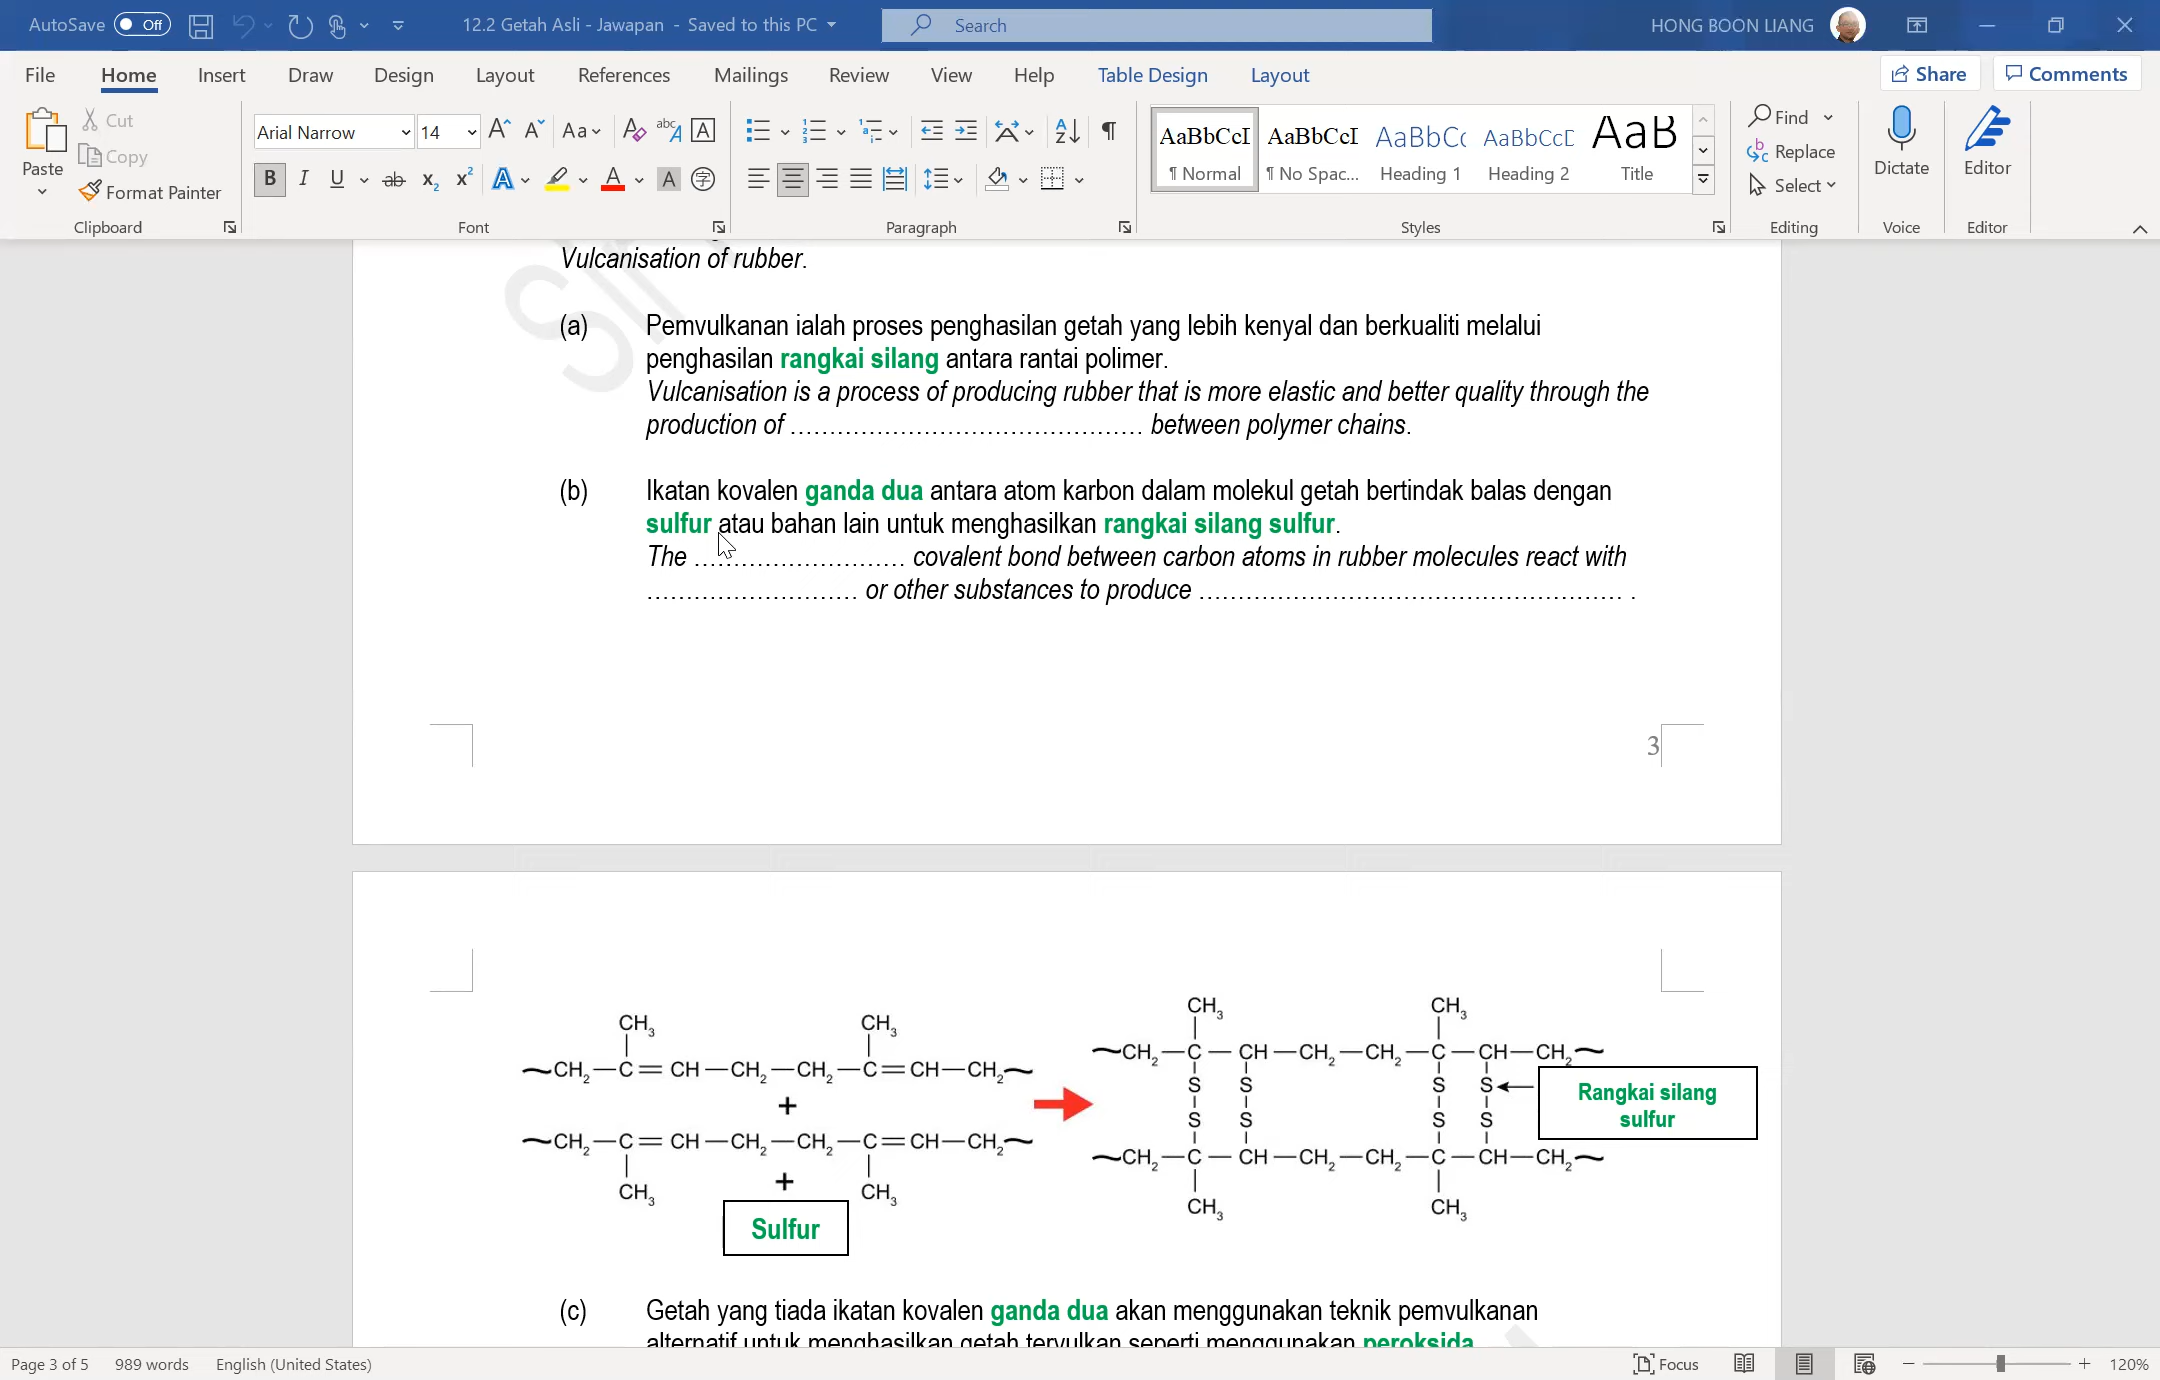 AutoSave Off 12.2 Getah Asli - Jawapan - Saved to this PC Search HONG BOON LIANG
File Home Insert Draw Design Layout References Mailings Review View Help Table Design Layout Share Comments
Paste Cut Copy Format Painter Clipboard
Arial Narrow 14 Font
Paragraph
AaBbCcI ¶ Normal AaBbCcI ¶ No Spac... AaBbCc Heading 1 AaBbCcD Heading 2 AaB Title Styles
Find Replace Select Editing
Dictate Voice
Editor Editor
Vulcanisation of rubber.
(a) Pemvulkanan ialah proses penghasilan getah yang lebih kenyal dan berkualiti melalui
penghasilan rangkai silang antara rantai polimer.
Vulcanisation is a process of producing rubber that is more elastic and better quality through the
production of ………………………………………. between polymer chains.
(b) Ikatan kovalen ganda dua antara atom karbon dalam molekul getah bertindak balas dengan
sulfur atau bahan lain untuk menghasilkan rangkai silang sulfur.
The ……………………… covalent bond between carbon atoms in rubber molecules react with
……………………… or other substances to produce ……………………………………………… .
3
CH₃ CH₃
~CH₂—C=CH—CH₂—CH₂—C=CH—CH₂~
+
~CH₂—C=CH—CH₂—CH₂—C=CH—CH₂~
CH₃ CH₃
+
Sulfur
CH₃ CH₃
~CH₂—C—CH—CH₂—CH₂—C—CH—CH₂~
S S S S
S S S S
~CH₂—C—CH—CH₂—CH₂—C—CH—CH₂~
CH₃ CH₃
Rangkai silang
sulfur
(c) Getah yang tiada ikatan kovalen ganda dua akan menggunakan teknik pemvulkanan
alternatif untuk menghasilkan getah tervulkan seperti menggunakan peroksida
Page 3 of 5 989 words English (United States) Focus 120%